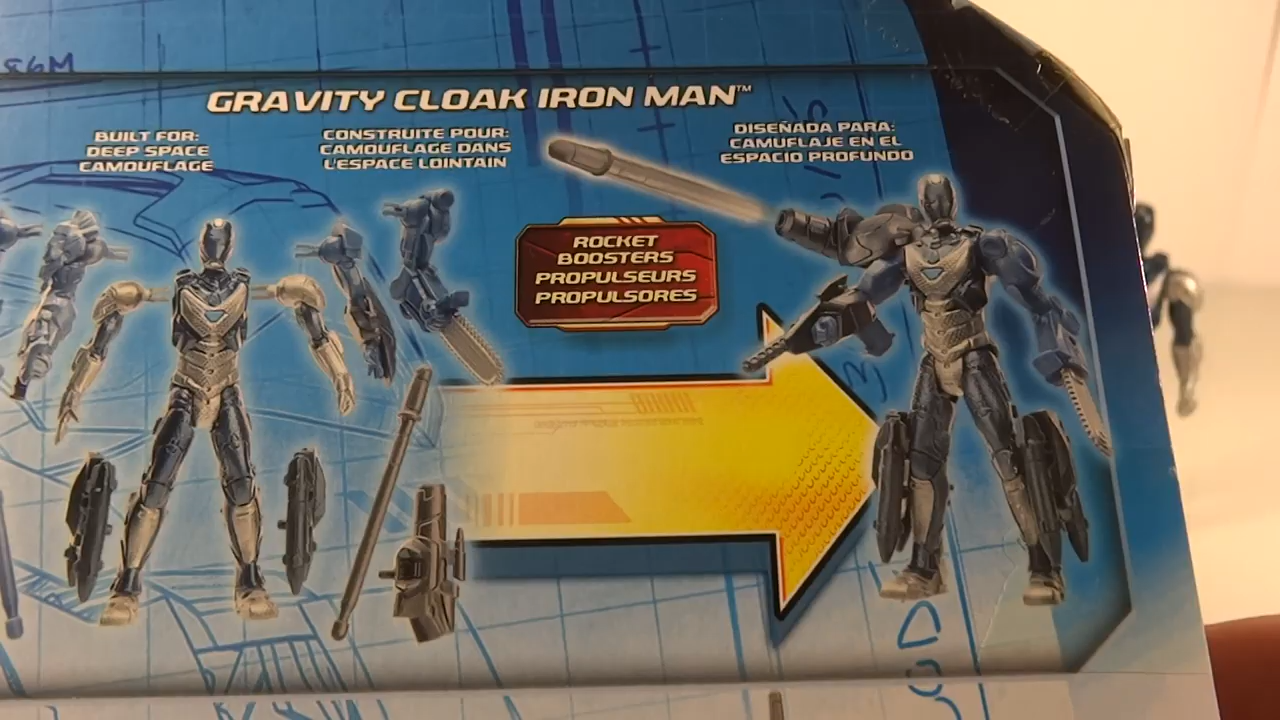 GRAVITY CLOAK IRON MAN™
BUILT FOR:
DEEP SPACE
CAMOUFLAGE
CONSTRUITE POUR:
CAMOUFLAGE DANS
L'ESPACE LOINTAIN
DISEÑADA PARA:
CAMUFLAJE EN EL
ESPACIO PROFUNDO
ROCKET
BOOSTERS
PROPULSEURS
PROPULSORES